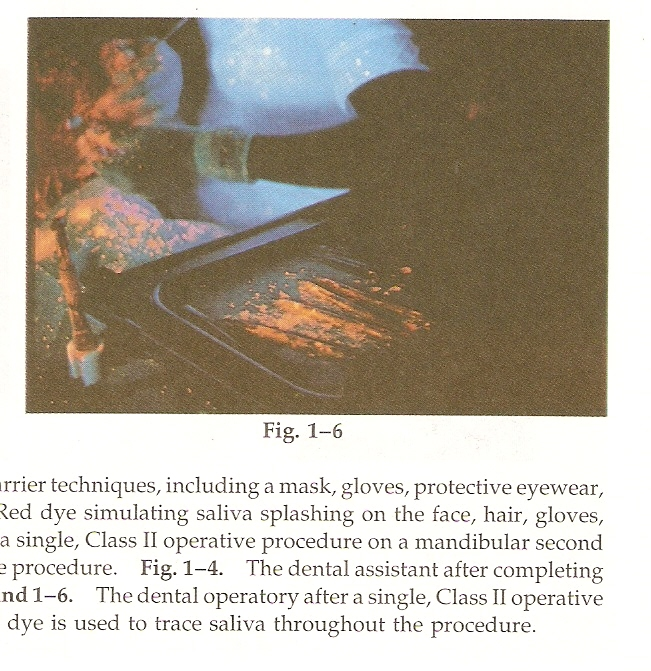 Fig. 1–6
rrier techniques, including a mask, gloves, protective eyewear,
Red dye simulating saliva splashing on the face, hair, gloves,
a single, Class II operative procedure on a mandibular second
e procedure. Fig. 1–4. The dental assistant after completing
nd 1–6. The dental operatory after a single, Class II operative
dye is used to trace saliva throughout the procedure.